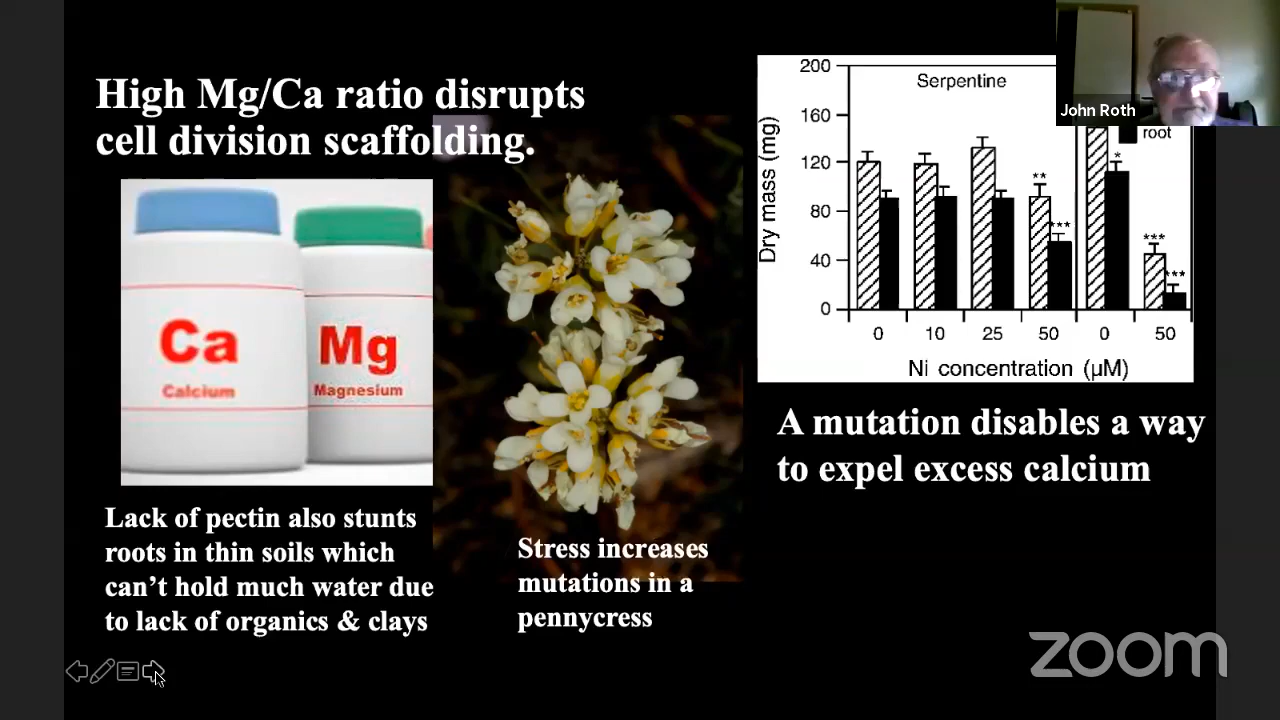 High Mg/Ca ratio disrupts
cell division scaffolding.
Ca
Calcium
Mg
Magnesium
Lack of pectin also stunts
roots in thin soils which
can't hold much water due
to lack of organics & clays
Stress increases
mutations in a
pennycress
200
160
120
80
40
0
Dry mass (mg)
Serpentine
root
**
***
*
***
***
0 10 25 50 0 50
Ni concentration (µM)
A mutation disables a way
to expel excess calcium
John Roth
zoom